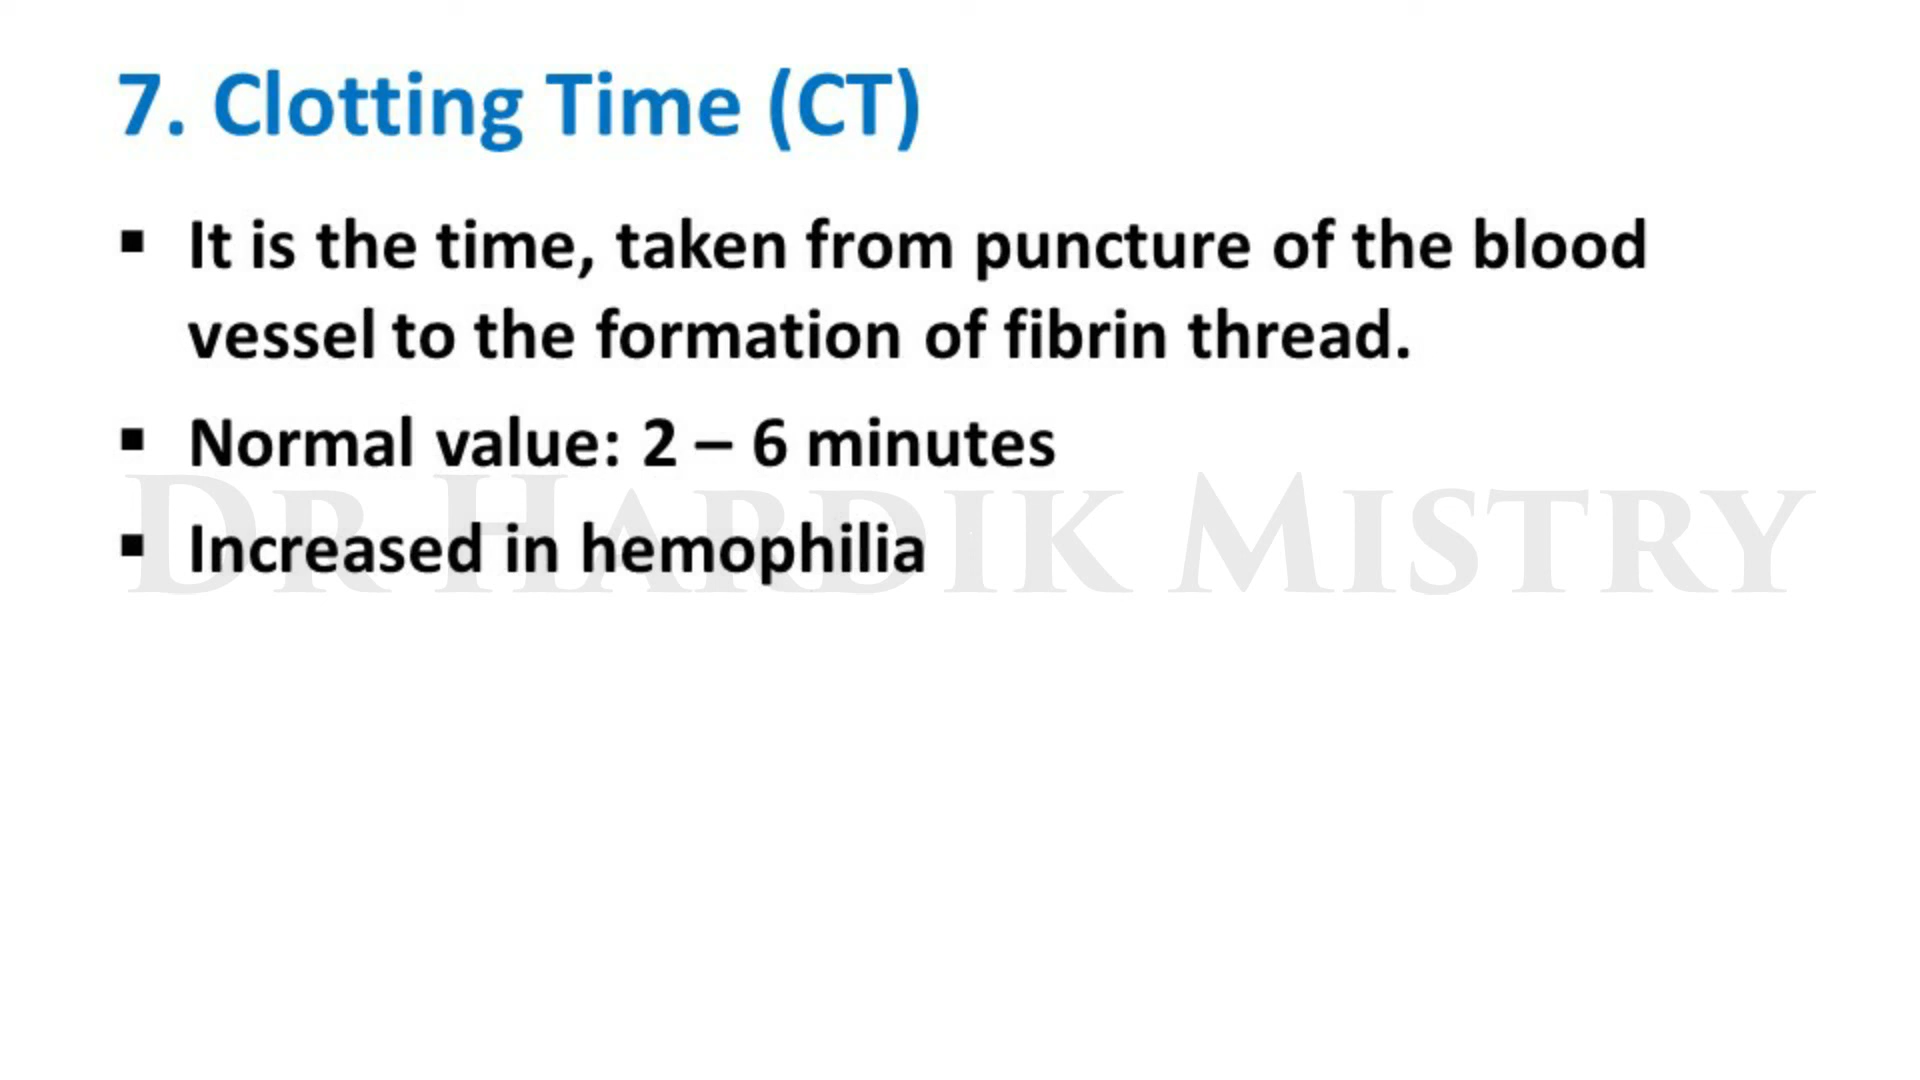 7. Clotting Time (CT)
▪ It is the time, taken from puncture of the blood
vessel to the formation of fibrin thread.
▪ Normal value: 2 – 6 minutes
DR HARDIK MISTRY
▪ Increased in hemophilia